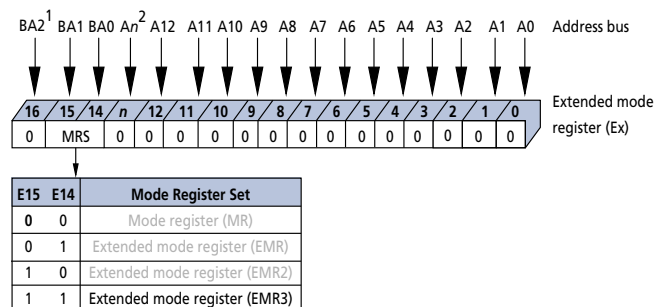 BA2¹ BA1 BA0 An² A12 A11 A10 A9 A8 A7 A6 A5 A4 A3 A2 A1 A0 Address bus
16 15 14 n 12 11 10 9 8 7 6 5 4 3 2 1 0 Extended mode
register (Ex)
0 MRS 0 0 0 0 0 0 0 0 0 0 0 0 0 0
E15 E14 Mode Register Set
0 0 Mode register (MR)
0 1 Extended mode register (EMR)
1 0 Extended mode register (EMR2)
1 1 Extended mode register (EMR3)